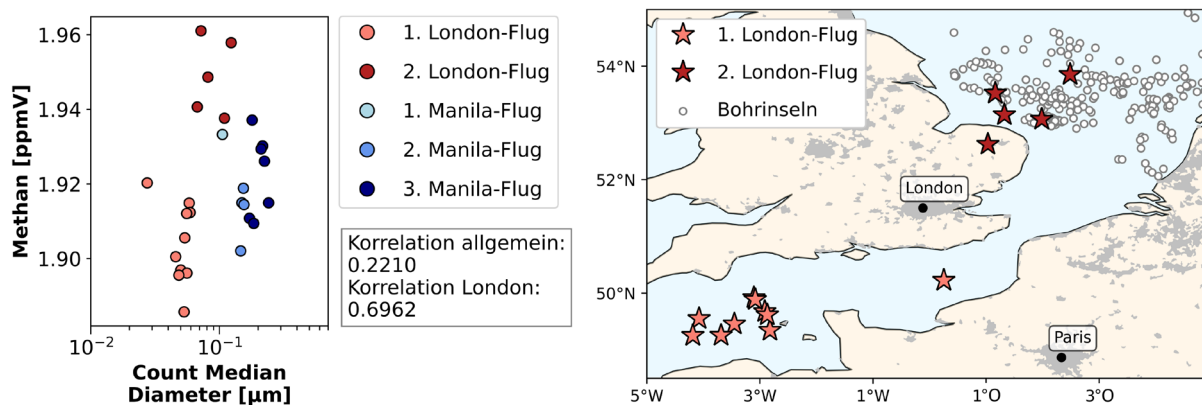 1.96
1.94
1.92
1.90
Methan [ppmV]
10⁻²
10⁻¹
Count Median
Diameter [µm]
1. London-Flug
2. London-Flug
1. Manila-Flug
2. Manila-Flug
3. Manila-Flug
Korrelation allgemein:
0.2210
Korrelation London:
0.6962
1. London-Flug
2. London-Flug
Bohrinseln
54°N
52°N
50°N
London
Paris
5°W
3°W
1°W
1°O
3°O